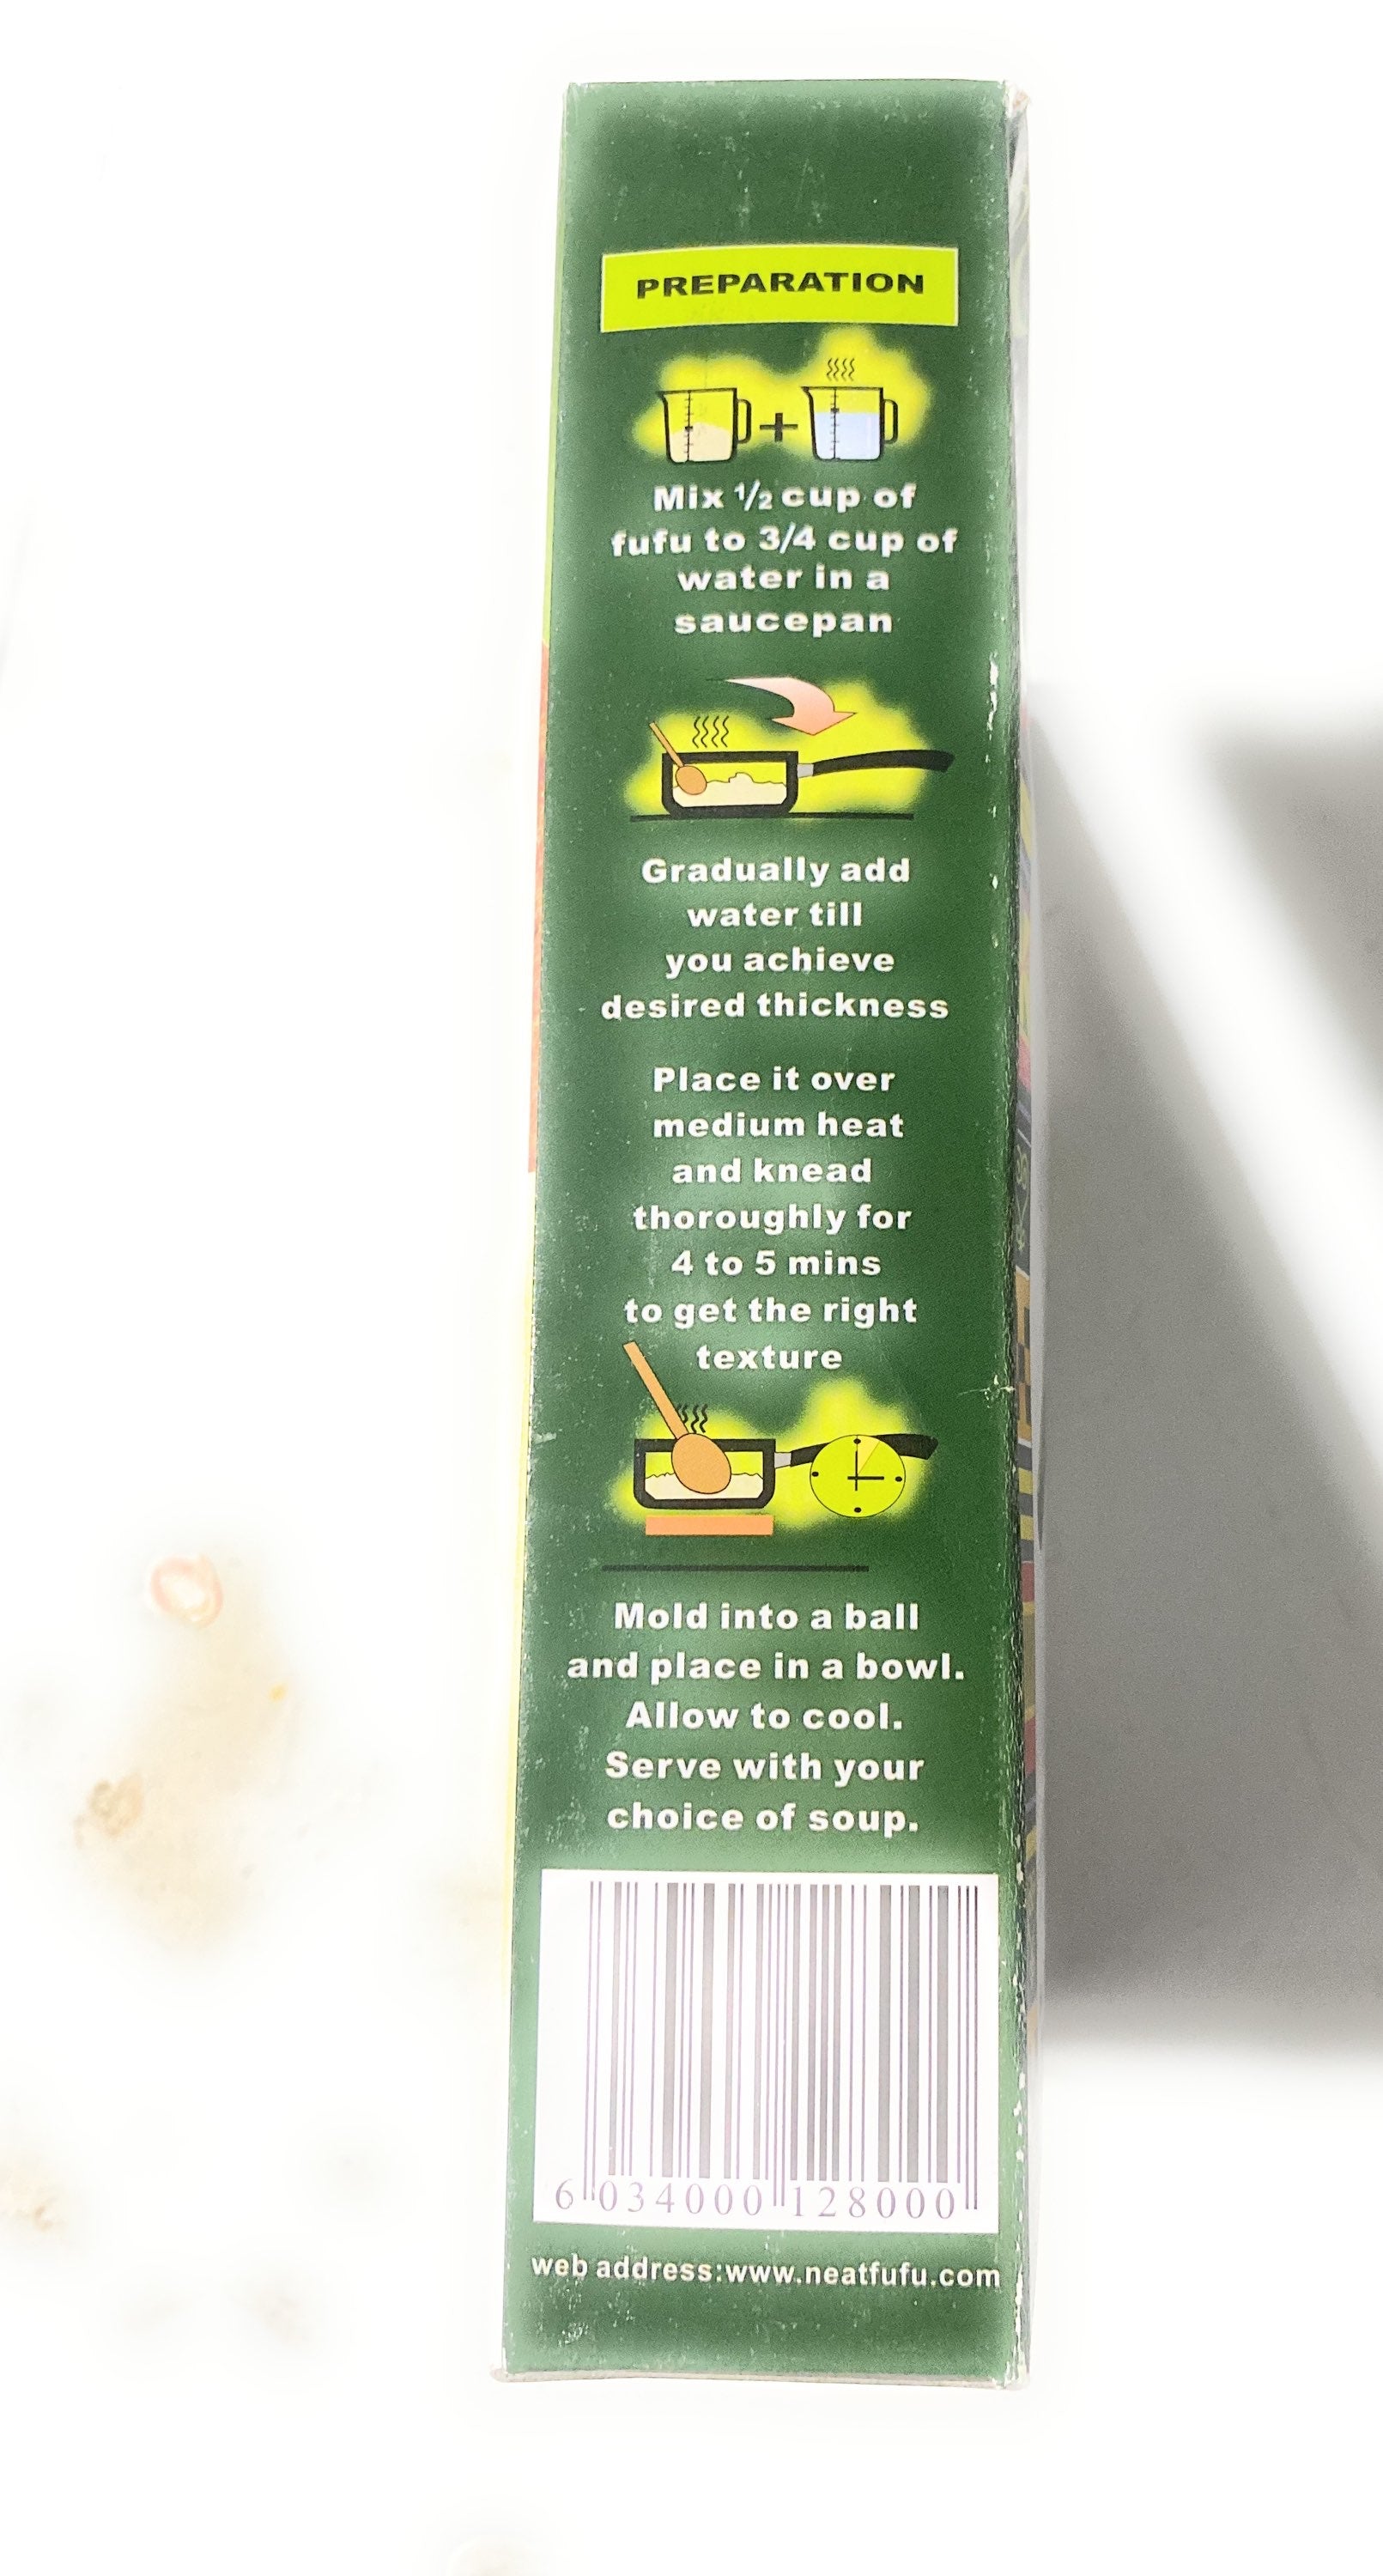 PREPARATION
Mix ½ cup of
fufu to 3/4 cup of
water in a
saucepan
Gradually add
water till
you achieve
desired thickness
Place it over
medium heat
and knead
thoroughly for
4 to 5 mins
to get the right
texture
Mold into a ball
and place in a bowl.
Allow to cool.
Serve with your
choice of soup.
6 034000 128000
web address:www.neatfufu.com